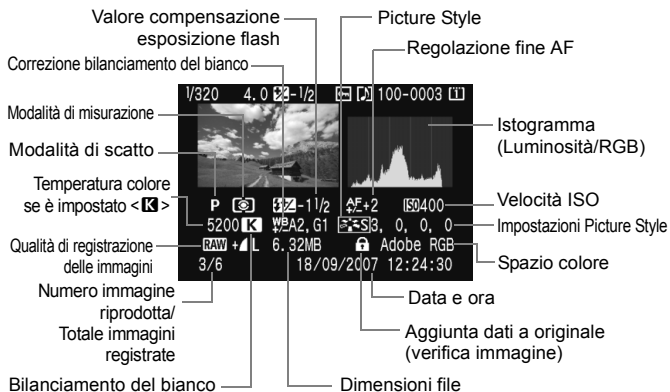 Valore compensazione
esposizione flash
Picture Style
Regolazione fine AF
Correzione bilanciamento del bianco
1/320 4.0 -1/2 100-0003
Modalità di misurazione
Istogramma
(Luminosità/RGB)
Modalità di scatto
Temperatura colore
se è impostato <K>
P -1 1/2 AF+2 ISO400
Velocità ISO
5200 K WB A2, G1 S3, 0, 0, 0
Impostazioni Picture Style
Qualità di registrazione
delle immagini
RAW + L 6.32MB Adobe RGB
Spazio colore
3/6 18/09/2007 12:24:30
Numero immagine
riprodotta/
Totale immagini
registrate
Data e ora
Aggiunta dati a originale
(verifica immagine)
Bilanciamento del bianco
Dimensioni file